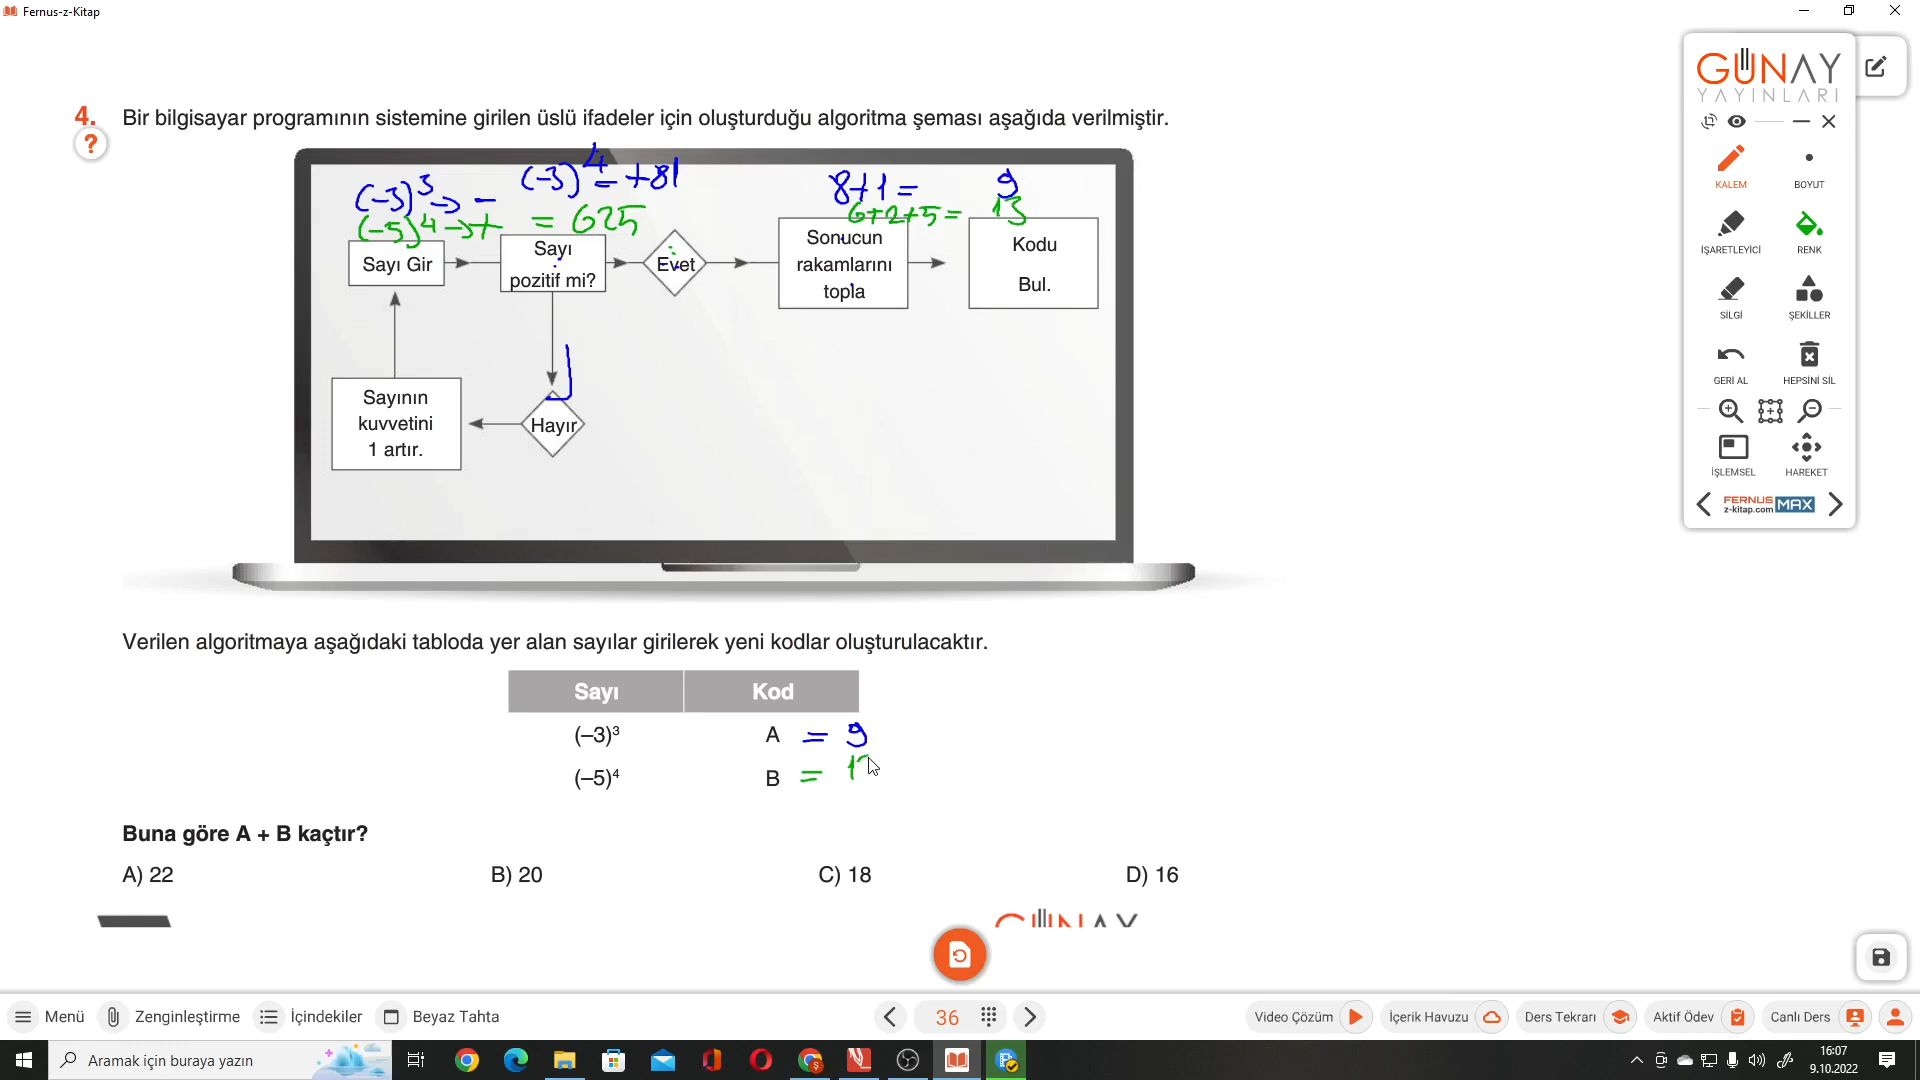 Fernus-z-Kitap
GÜNAY
YAYINLARI
KALEM
BOYUT
İŞARETLEYİCİ
RENK
SİLGİ
ŞEKİLLER
GERİ AL
HEPSİNİ SİL
İŞLEMSEL
HAREKET
FERNUS
z-kitap.com MAX
4.
?
Bir bilgisayar programının sistemine girilen üslü ifadeler için oluşturduğu algoritma şeması aşağıda verilmiştir.
(-3)³ → -
(-3)⁴ = +81
8+1 = 9
(-5)⁴ → + = 625
6+2+5 = 13
Sayı Gir
Sayı
pozitif mi?
Evet
Sonucun
rakamlarını
topla
Kodu
Bul.
Sayının
kuvvetini
1 artır.
Hayır
Verilen algoritmaya aşağıdaki tabloda yer alan sayılar girilerek yeni kodlar oluşturulacaktır.
Sayı Kod
(–3)³ A = 9
(–5)⁴ B =
Buna göre A + B kaçtır?
A) 22 B) 20 C) 18 D) 16
GÜNAY
Menü Zenginleştirme İçindekiler Beyaz Tahta 36 Video Çözüm İçerik Havuzu Ders Tekrarı Aktif Ödev Canlı Ders
Aramak için buraya yazın
16:07
9.10.2022